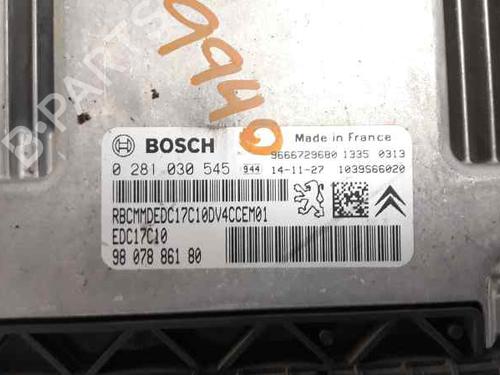 B-PARTS
9940
BOSCH
Made in France
9666729680 1335 0313
0 281 030 545 944 14-11-27 1039S66020
RBCMMDEDC17C10DV4CCEM01
EDC17C10
98 078 861 80